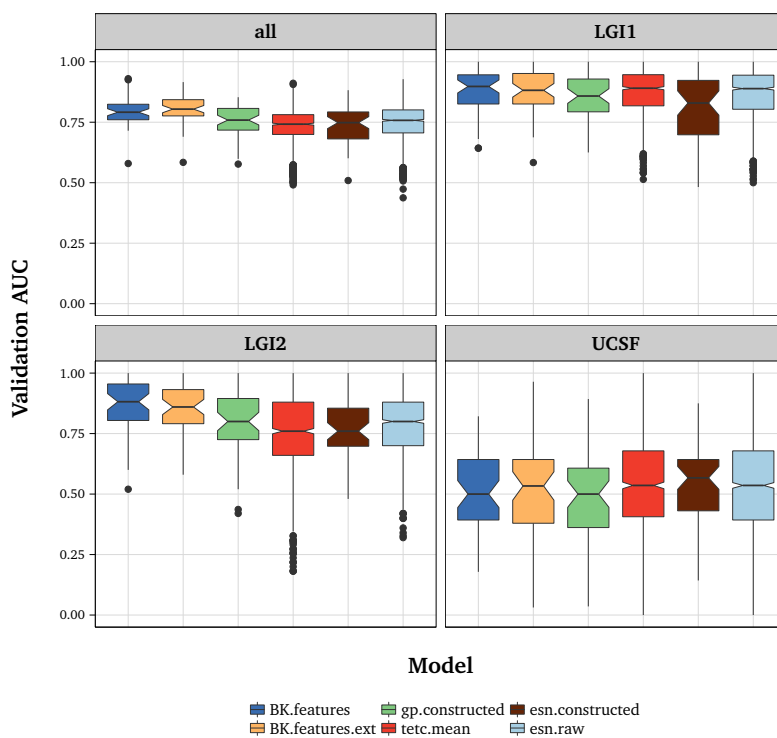 all LGI1
1.00
0.75
0.50
0.25
0.00
LGI2 UCSF
1.00
0.75
0.50
0.25
0.00
Validation AUC
Model
BK.features gp.constructed esn.constructed
BK.features.ext tetc.mean esn.raw